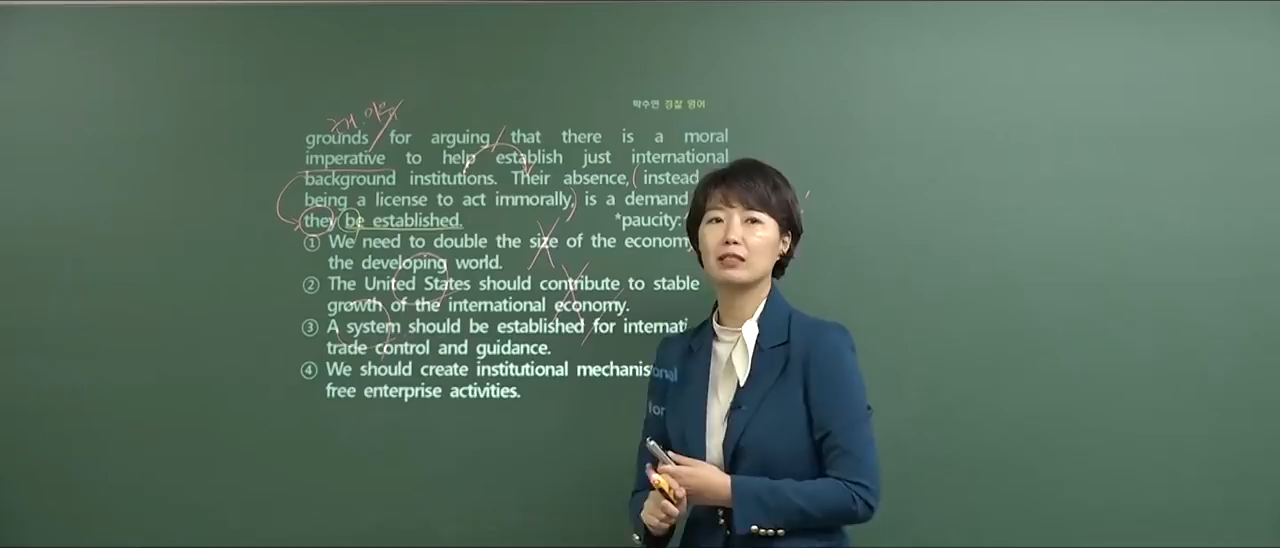 박수연 경찰 영어
grounds for arguing that there is a moral
imperative to help establish just international
background institutions. Their absence, (instead
being a license to act immorally,) is a demand
they be established. *paucity:
① We need to double the size of the economy
the developing world.
② The United States should contribute to stable
growth of the international economy.
③ A system should be established for internati
trade control and guidance.
④ We should create institutional mechanis
free enterprise activities.
onal
for